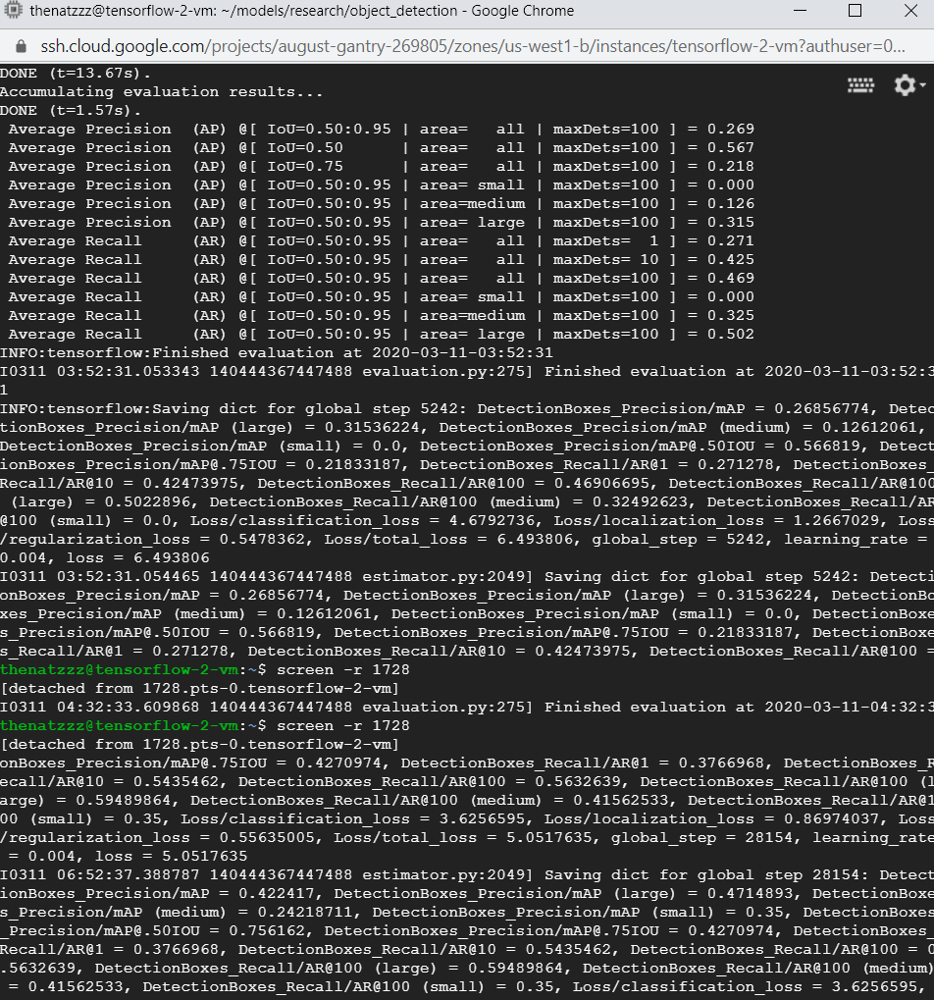 thenatzzz@tensorflow-2-vm: ~/models/research/object_detection - Google Chrome
ssh.cloud.google.com/projects/august-gantry-269805/zones/us-west1-b/instances/tensorflow-2-vm?authuser=0...
DONE (t=13.67s).
Accumulating evaluation results...
DONE (t=1.57s).
 Average Precision  (AP) @[ IoU=0.50:0.95 | area=   all | maxDets=100 ] = 0.269
 Average Precision  (AP) @[ IoU=0.50      | area=   all | maxDets=100 ] = 0.567
 Average Precision  (AP) @[ IoU=0.75      | area=   all | maxDets=100 ] = 0.218
 Average Precision  (AP) @[ IoU=0.50:0.95 | area= small | maxDets=100 ] = 0.000
 Average Precision  (AP) @[ IoU=0.50:0.95 | area=medium | maxDets=100 ] = 0.126
 Average Precision  (AP) @[ IoU=0.50:0.95 | area= large | maxDets=100 ] = 0.315
 Average Recall     (AR) @[ IoU=0.50:0.95 | area=   all | maxDets=  1 ] = 0.271
 Average Recall     (AR) @[ IoU=0.50:0.95 | area=   all | maxDets= 10 ] = 0.425
 Average Recall     (AR) @[ IoU=0.50:0.95 | area=   all | maxDets=100 ] = 0.469
 Average Recall     (AR) @[ IoU=0.50:0.95 | area= small | maxDets=100 ] = 0.000
 Average Recall     (AR) @[ IoU=0.50:0.95 | area=medium | maxDets=100 ] = 0.325
 Average Recall     (AR) @[ IoU=0.50:0.95 | area= large | maxDets=100 ] = 0.502
INFO:tensorflow:Finished evaluation at 2020-03-11-03:52:31
I0311 03:52:31.053343 140444367447488 evaluation.py:275] Finished evaluation at 2020-03-11-03:52:3
1
INFO:tensorflow:Saving dict for global step 5242: DetectionBoxes_Precision/mAP = 0.26856774, Detec
tionBoxes_Precision/mAP (large) = 0.31536224, DetectionBoxes_Precision/mAP (medium) = 0.12612061, 
DetectionBoxes_Precision/mAP (small) = 0.0, DetectionBoxes_Precision/mAP@.50IOU = 0.566819, Detect
ionBoxes_Precision/mAP@.75IOU = 0.21833187, DetectionBoxes_Recall/AR@1 = 0.271278, DetectionBoxes_
Recall/AR@10 = 0.42473975, DetectionBoxes_Recall/AR@100 = 0.46906695, DetectionBoxes_Recall/AR@100
 (large) = 0.5022896, DetectionBoxes_Recall/AR@100 (medium) = 0.32492623, DetectionBoxes_Recall/AR
@100 (small) = 0.0, Loss/classification_loss = 4.6792736, Loss/localization_loss = 1.2667029, Loss
/regularization_loss = 0.5478362, Loss/total_loss = 6.493806, global_step = 5242, learning_rate =
0.004, loss = 6.493806
I0311 03:52:31.054465 140444367447488 estimator.py:2049] Saving dict for global step 5242: Detecti
onBoxes_Precision/mAP = 0.26856774, DetectionBoxes_Precision/mAP (large) = 0.31536224, DetectionBo
xes_Precision/mAP (medium) = 0.12612061, DetectionBoxes_Precision/mAP (small) = 0.0, DetectionBoxe
s_Precision/mAP@.50IOU = 0.566819, DetectionBoxes_Precision/mAP@.75IOU = 0.21833187, DetectionBoxe
s_Recall/AR@1 = 0.271278, DetectionBoxes_Recall/AR@10 = 0.42473975, DetectionBoxes_Recall/AR@100 =
thenatzzz@tensorflow-2-vm:~$ screen -r 1728
[detached from 1728.pts-0.tensorflow-2-vm]
I0311 04:32:33.609868 140444367447488 evaluation.py:275] Finished evaluation at 2020-03-11-04:32:3
thenatzzz@tensorflow-2-vm:~$ screen -r 1728
[detached from 1728.pts-0.tensorflow-2-vm]
onBoxes_Precision/mAP@.75IOU = 0.4270974, DetectionBoxes_Recall/AR@1 = 0.3766968, DetectionBoxes_R
ecall/AR@10 = 0.5435462, DetectionBoxes_Recall/AR@100 = 0.5632639, DetectionBoxes_Recall/AR@100 (l
arge) = 0.59489864, DetectionBoxes_Recall/AR@100 (medium) = 0.41562533, DetectionBoxes_Recall/AR@1
00 (small) = 0.35, Loss/classification_loss = 3.6256595, Loss/localization_loss = 0.86974037, Loss
/regularization_loss = 0.55635005, Loss/total_loss = 5.0517635, global_step = 28154, learning_rate
 = 0.004, loss = 5.0517635
I0311 06:52:37.388787 140444367447488 estimator.py:2049] Saving dict for global step 28154: Detect
ionBoxes_Precision/mAP = 0.422417, DetectionBoxes_Precision/mAP (large) = 0.4714893, DetectionBoxe
s_Precision/mAP (medium) = 0.24218711, DetectionBoxes_Precision/mAP (small) = 0.35, DetectionBoxes
_Precision/mAP@.50IOU = 0.756162, DetectionBoxes_Precision/mAP@.75IOU = 0.4270974, DetectionBoxes_
Recall/AR@1 = 0.3766968, DetectionBoxes_Recall/AR@10 = 0.5435462, DetectionBoxes_Recall/AR@100 = 0
.5632639, DetectionBoxes_Recall/AR@100 (large) = 0.59489864, DetectionBoxes_Recall/AR@100 (medium)
 = 0.41562533, DetectionBoxes_Recall/AR@100 (small) = 0.35, Loss/classification_loss = 3.6256595,